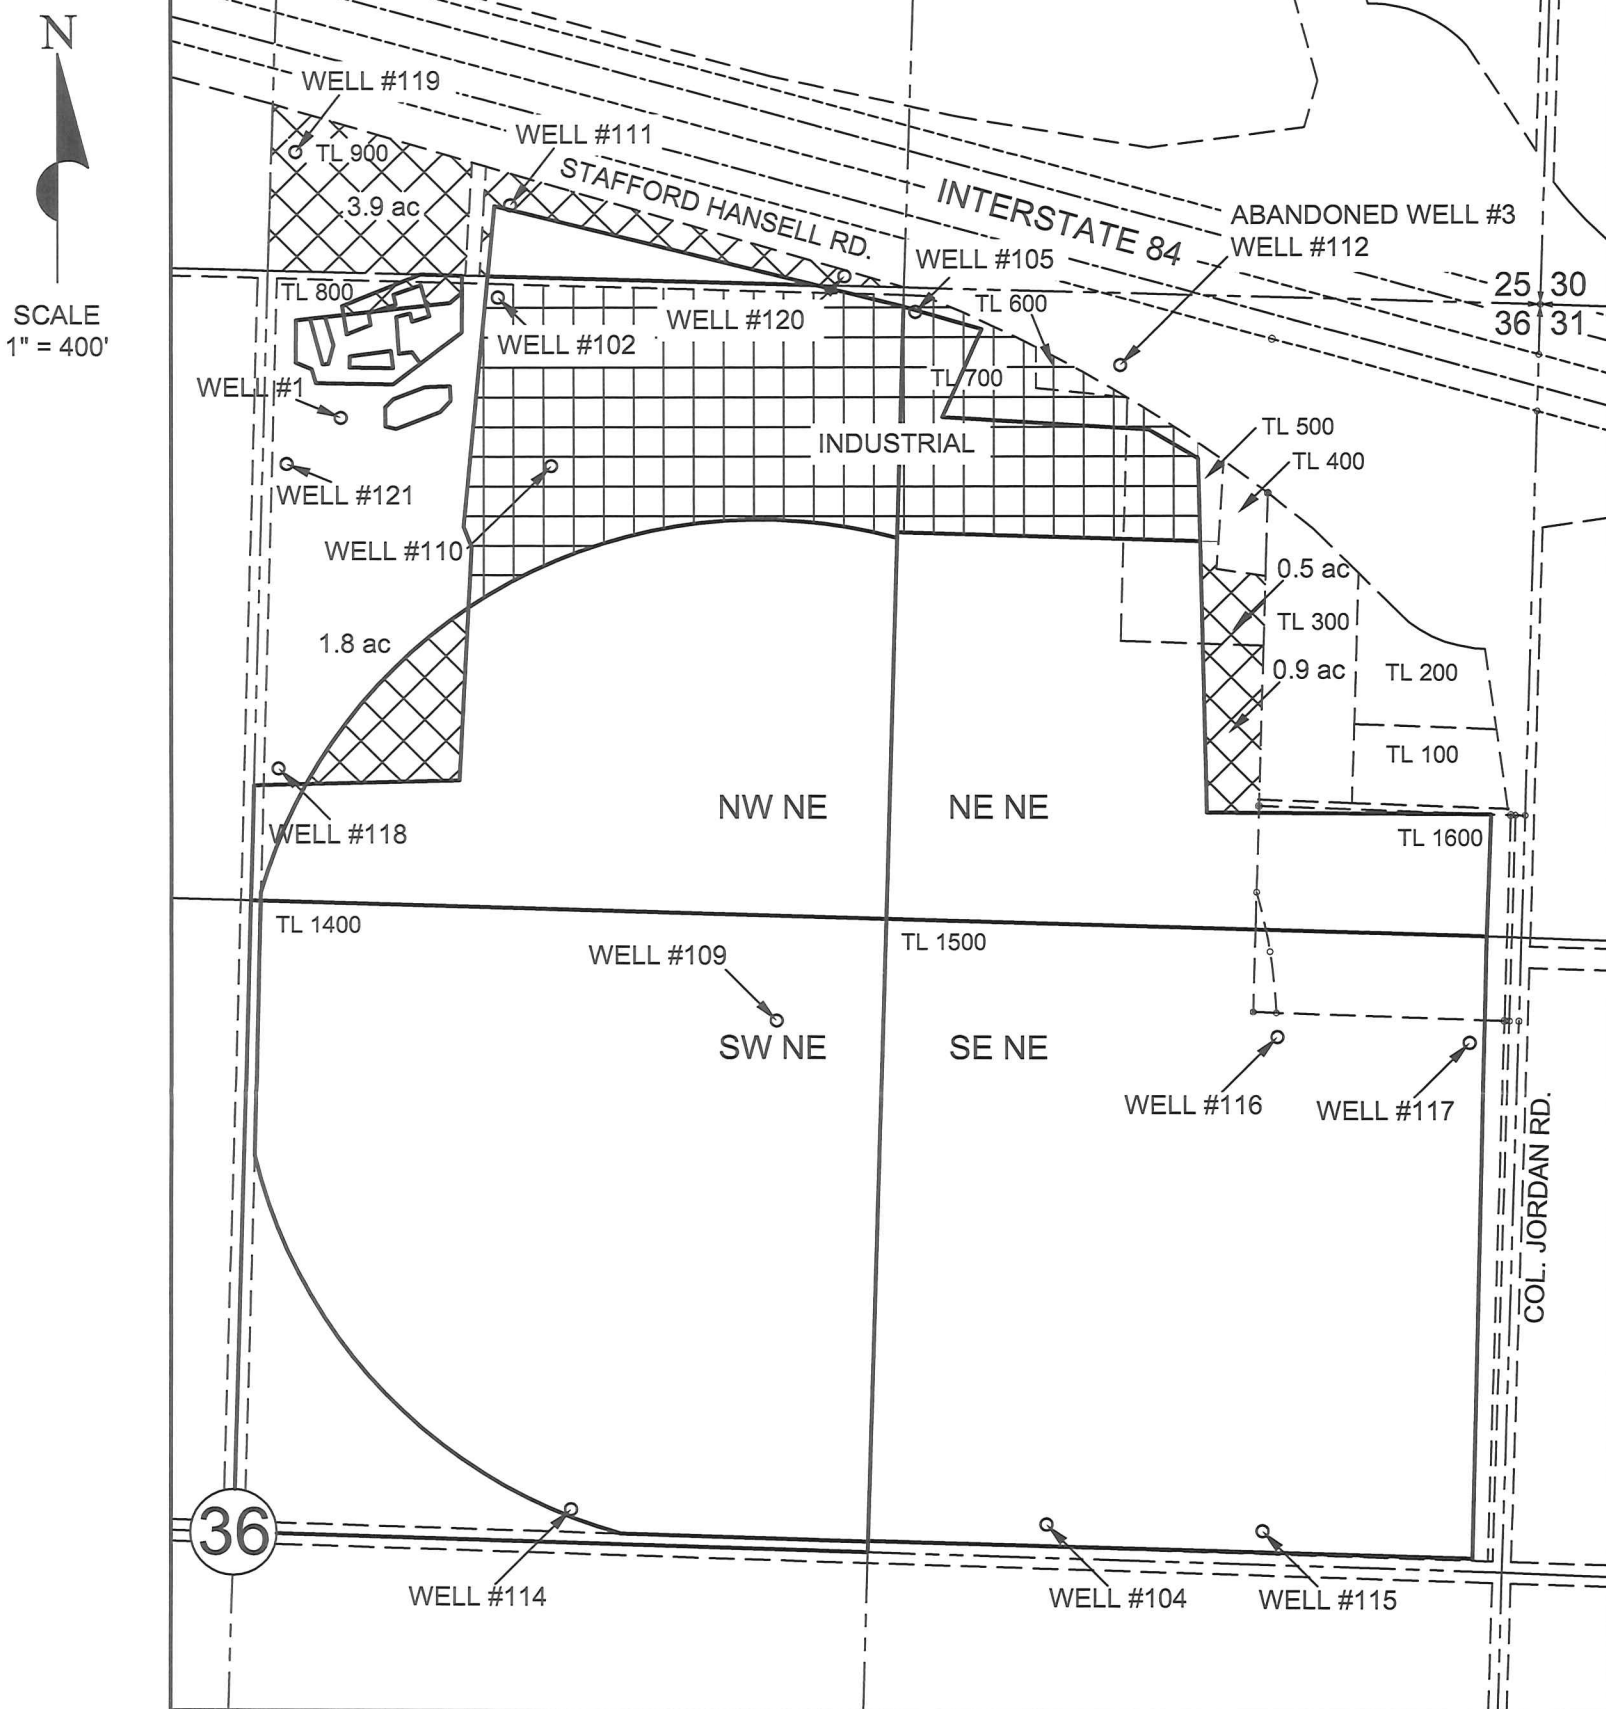 N
SCALE
1" = 400'
WELL #119
TL 900
3.9 ac
WELL #111
STAFFORD HANSELL RD.
INTERSTATE 84
ABANDONED WELL #3
WELL #112
WELL #105
25 30
36 31
TL 800
TL 600
WELL #120
WELL #102
WELL #1
TL 700
INDUSTRIAL
TL 500
TL 400
WELL #121
WELL #110
0.5 ac
TL 300
1.8 ac
0.9 ac
TL 200
TL 100
NW NE
NE NE
WELL #118
TL 1600
TL 1400
TL 1500
WELL #109
SW NE
SE NE
WELL #116
WELL #117
COL. JORDAN RD.
36
WELL #114
WELL #104
WELL #115